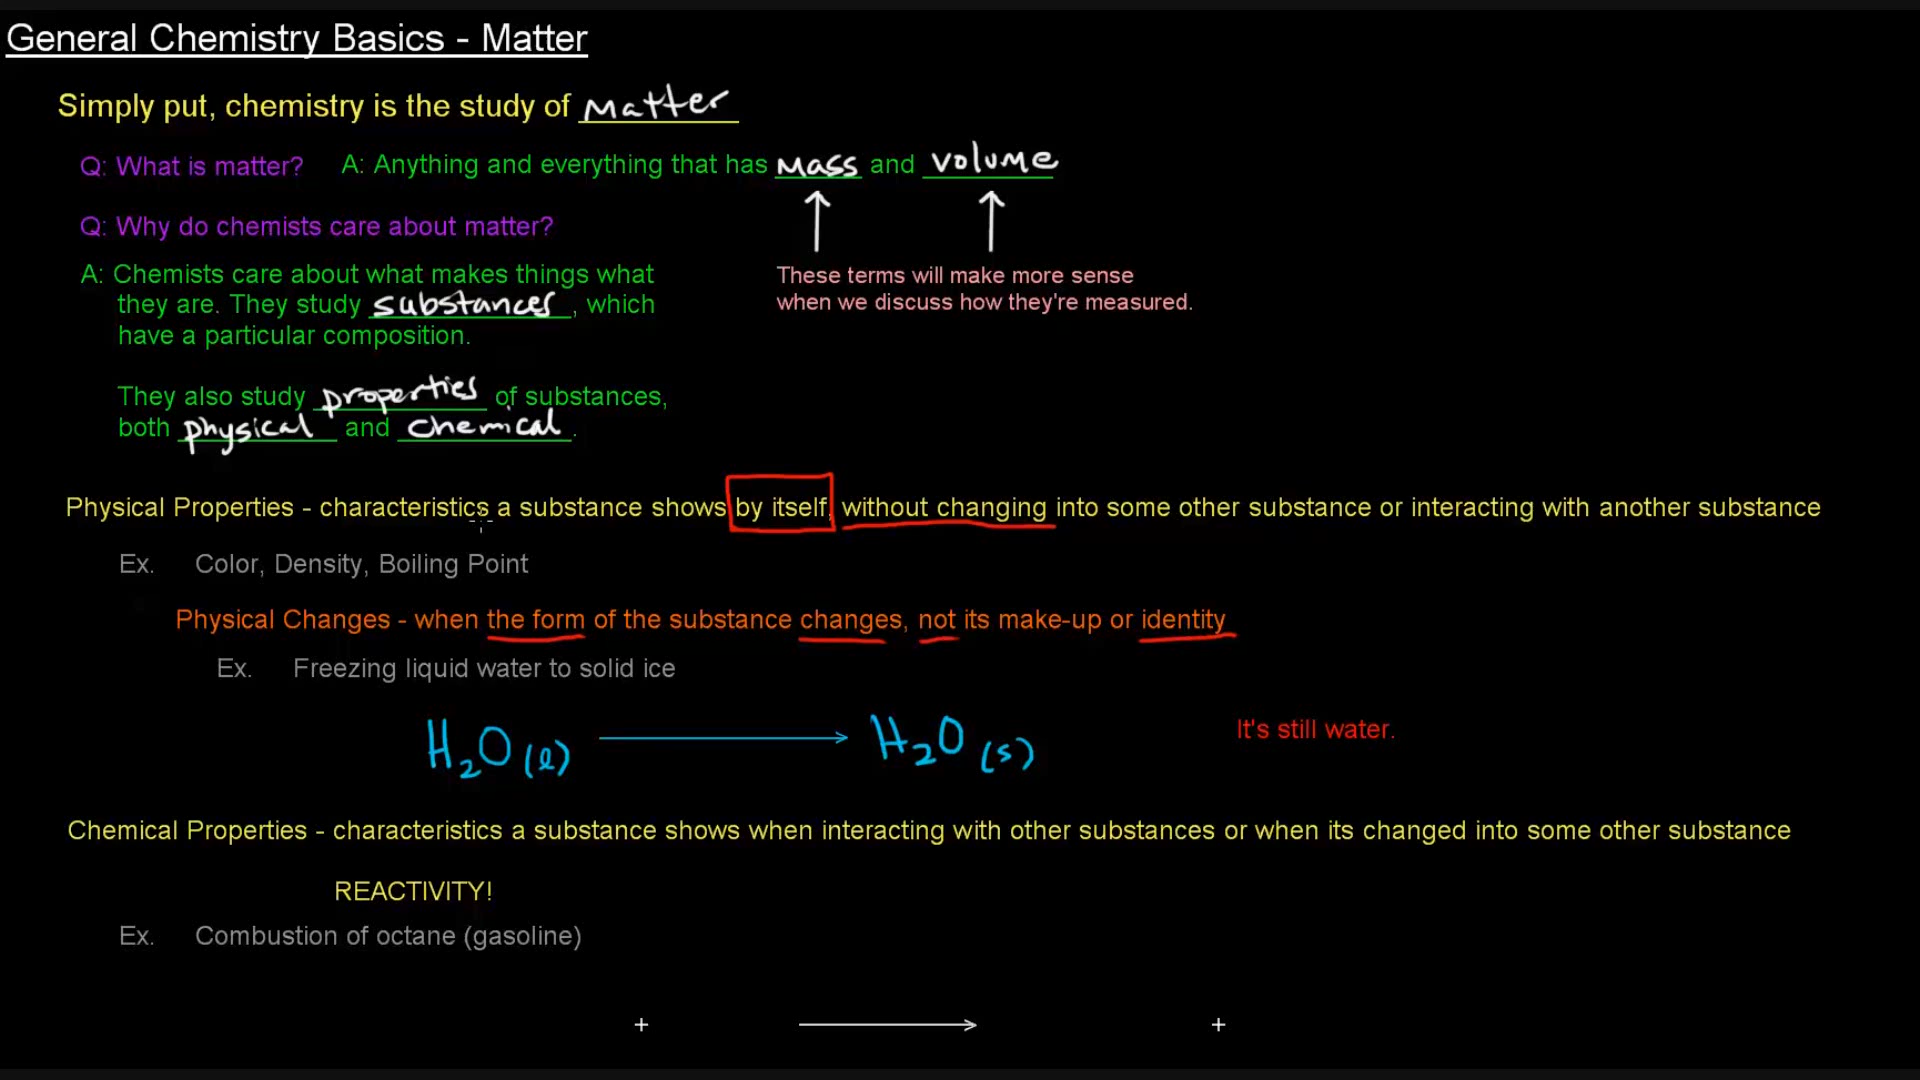 General Chemistry Basics - Matter
Simply put, chemistry is the study of Matter
Q: What is matter? A: Anything and everything that has Mass and volume
Q: Why do chemists care about matter?
A: Chemists care about what makes things what
they are. They study substances, which
have a particular composition.
These terms will make more sense
when we discuss how they're measured.
They also study properties of substances,
both physical and chemical.
Physical Properties - characteristics a substance shows by itself, without changing into some other substance or interacting with another substance
Ex. Color, Density, Boiling Point
Physical Changes - when the form of the substance changes, not its make-up or identity
Ex. Freezing liquid water to solid ice
H₂O(l) → H₂O(s) It's still water.
Chemical Properties - characteristics a substance shows when interacting with other substances or when its changed into some other substance
REACTIVITY!
Ex. Combustion of octane (gasoline)
+ → +